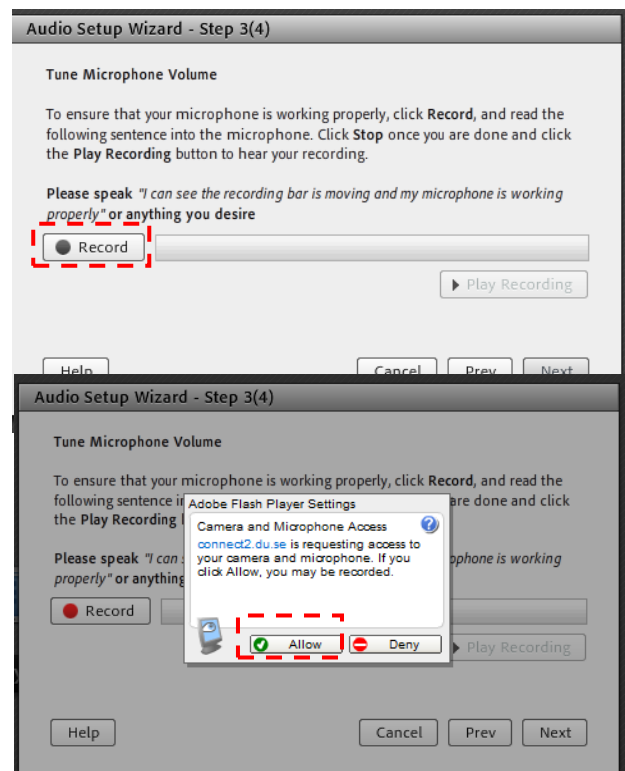 Audio Setup Wizard - Step 3(4)
Tune Microphone Volume
To ensure that your microphone is working properly, click Record, and read the
following sentence into the microphone. Click Stop once you are done and click
the Play Recording button to hear your recording.
Please speak "I can see the recording bar is moving and my microphone is working
properly" or anything you desire
Record
Play Recording
Help Cancel Prev Next
Audio Setup Wizard - Step 3(4)
Tune Microphone Volume
To ensure that your microphone is working properly, click Record, and read the
following sentence are done and click
the Play Recording
Please speak "I can phone is working
properly" or anything
Adobe Flash Player Settings
Camera and Microphone Access
connect2.du.se is requesting access to
your camera and microphone. If you
click Allow, you may be recorded.
Allow Deny
Record
Play Recording
Help Cancel Prev Next